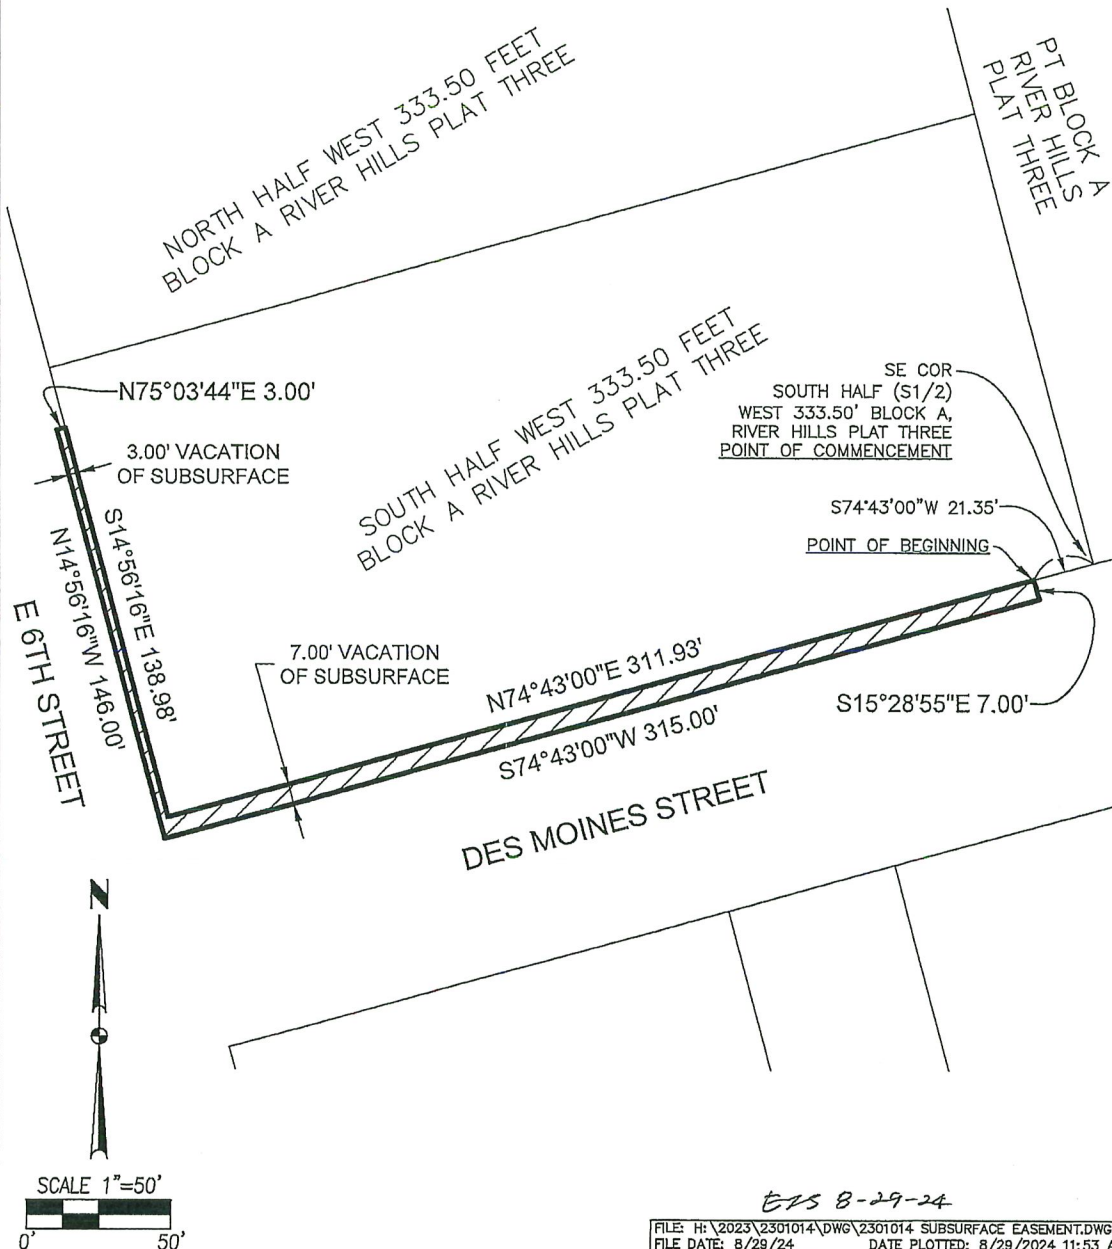 NORTH HALF WEST 333.50 FEET
BLOCK A RIVER HILLS PLAT THREE
PT BLOCK A
RIVER HILLS
PLAT THREE
N75°03'44"E 3.00'
3.00' VACATION
OF SUBSURFACE
SOUTH HALF WEST 333.50 FEET
BLOCK A RIVER HILLS PLAT THREE
SE COR
SOUTH HALF (S1/2)
WEST 333.50' BLOCK A,
RIVER HILLS PLAT THREE
POINT OF COMMENCEMENT
S74°43'00"W 21.35'
POINT OF BEGINNING
S14°56'16"E 138.98'
N14°56'16"W 146.00'
E 6TH STREET
7.00' VACATION
OF SUBSURFACE
N74°43'00"E 311.93'
S74°43'00"W 315.00'
S15°28'55"E 7.00'
DES MOINES STREET
N
SCALE 1"=50'
0' 50'
8-29-24
FILE: H:\2023\2301014\DWG\2301014 SUBSURFACE EASEMENT.DWG
FILE DATE: 8/29/24 DATE PLOTTED: 8/29/2024 11:53 A